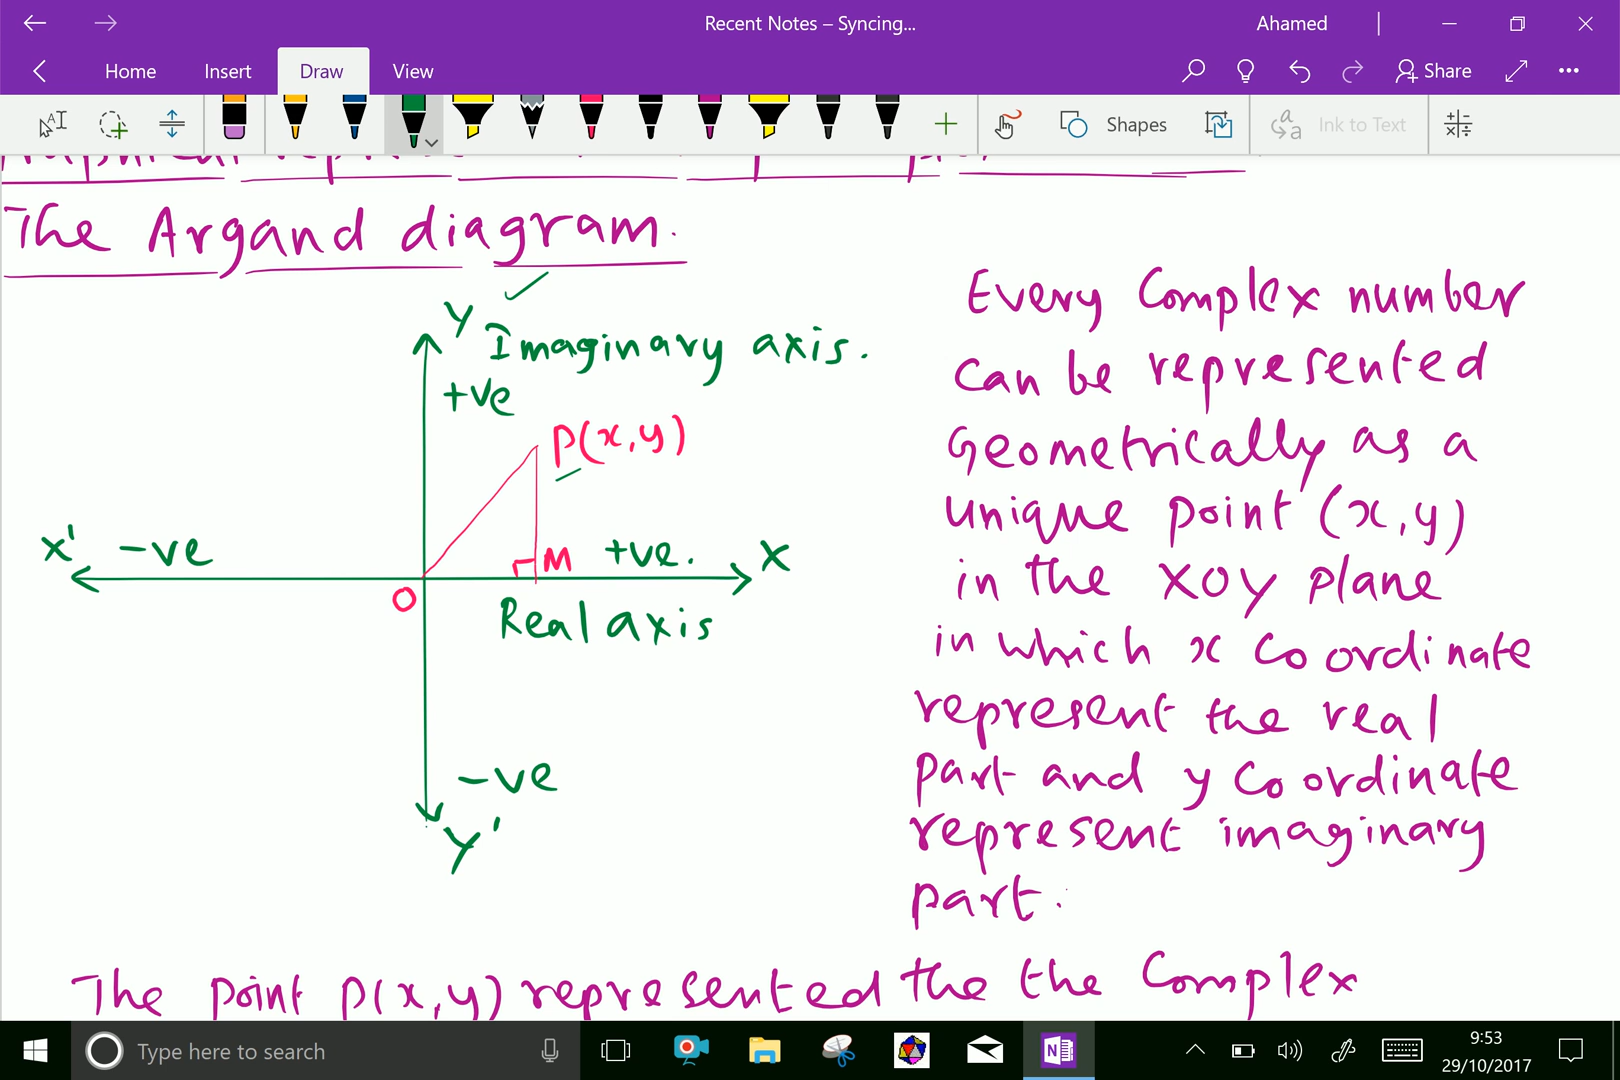 Recent Notes – Syncing...
Ahamed
Home Insert Draw View
Share
Shapes
Ink to Text
The Argand diagram.
Y Imaginary axis.
+ve
P(x,y)
X' -ve
M +ve. X
O
Real axis
-ve
Y'
Every Complex number
can be represented
Geometrically as a
unique point (x,y)
in the XOY plane
in which x coordinate
represent the real
part and y coordinate
represent imaginary
part.
The point P(x,y) represented the the Complex
Type here to search
9:53
29/10/2017